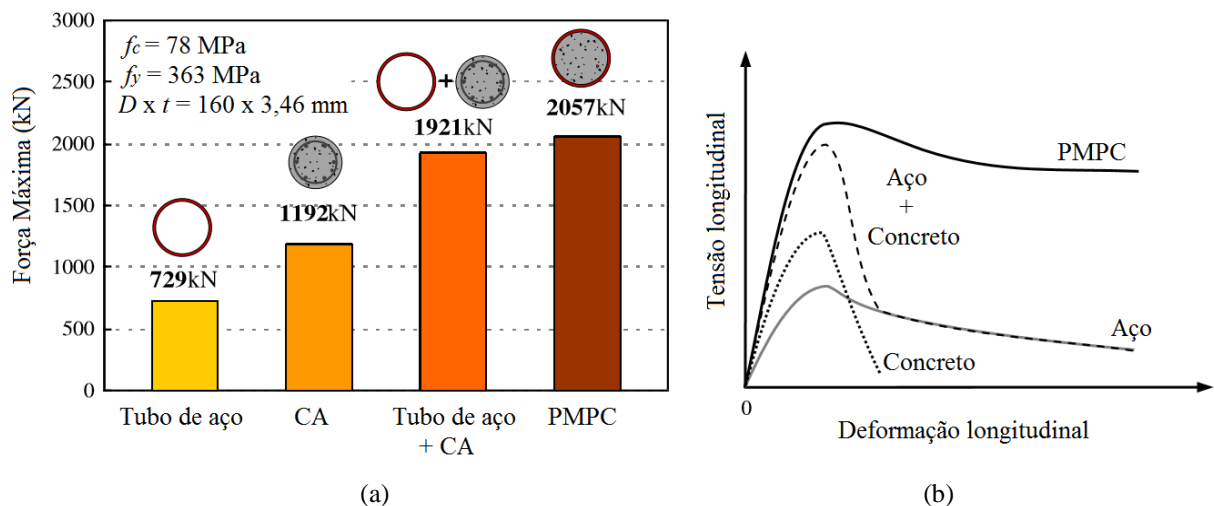 Força Máxima (kN)
3000
2500
2000
1500
1000
500
0
fc = 78 MPa
fy = 363 MPa
D x t = 160 x 3,46 mm
729kN
1192kN
+
1921kN
2057kN
Tubo de aço
CA
Tubo de aço
+ CA
PMPC
(a)
Tensão longitudinal
PMPC
Aço
+
Concreto
Aço
Concreto
0
Deformação longitudinal
(b)